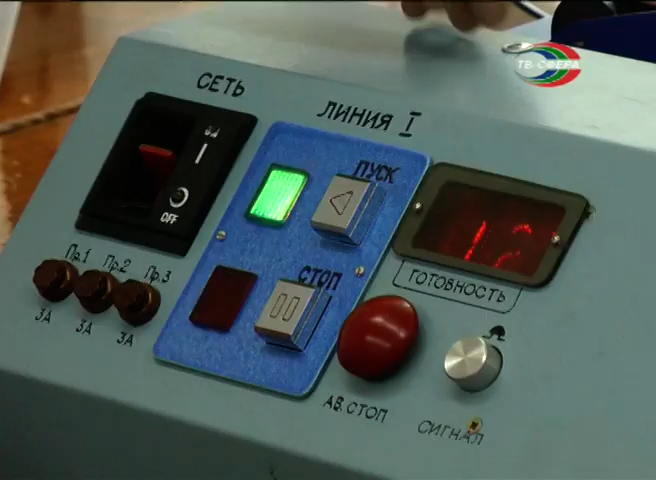 ТВ-СФЕРА
СЕТЬ
ЛИНИЯ I
ПУСК
OFF
СТОП
Пр.1 Пр.2 Пр.3
3А 3А 3А
ГОТОВНОСТЬ
АВ.СТОП
СИГНАЛ